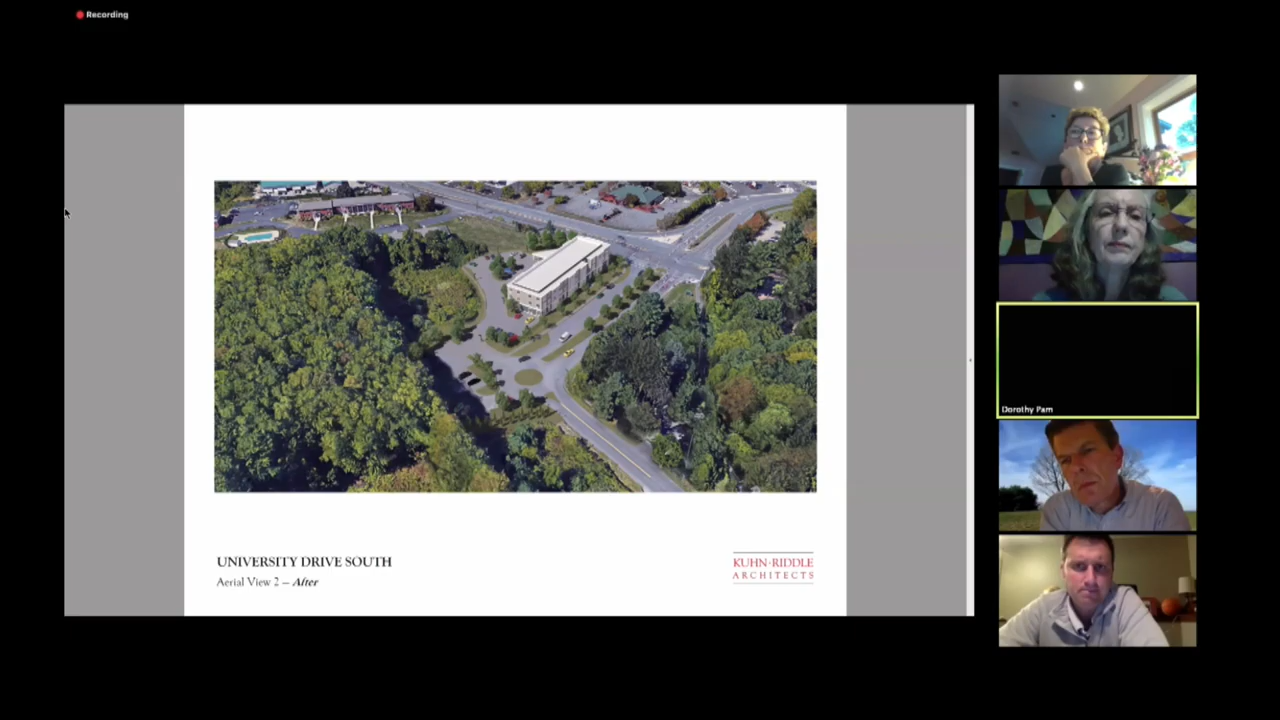 Recording
UNIVERSITY DRIVE SOUTH
Aerial View 2 – After
KUHN·RIDDLE
ARCHITECTS
Dorothy Pam